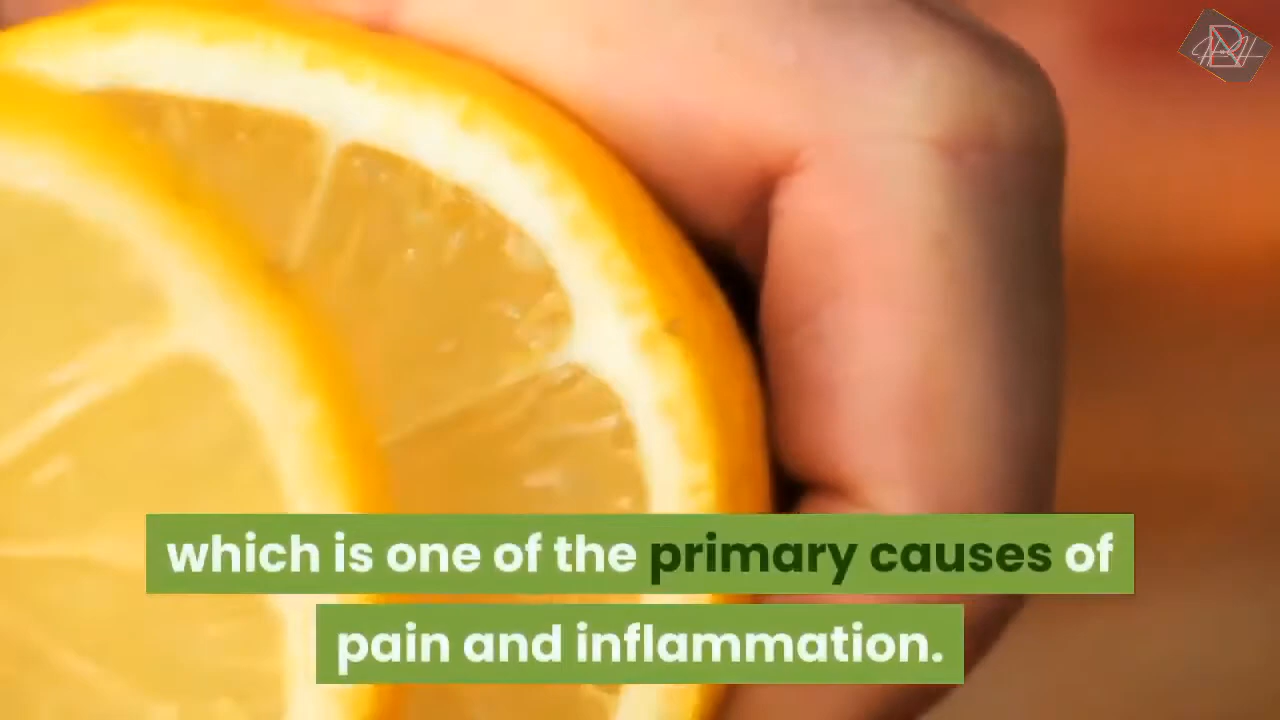 which is one of the primary causes of
pain and inflammation.